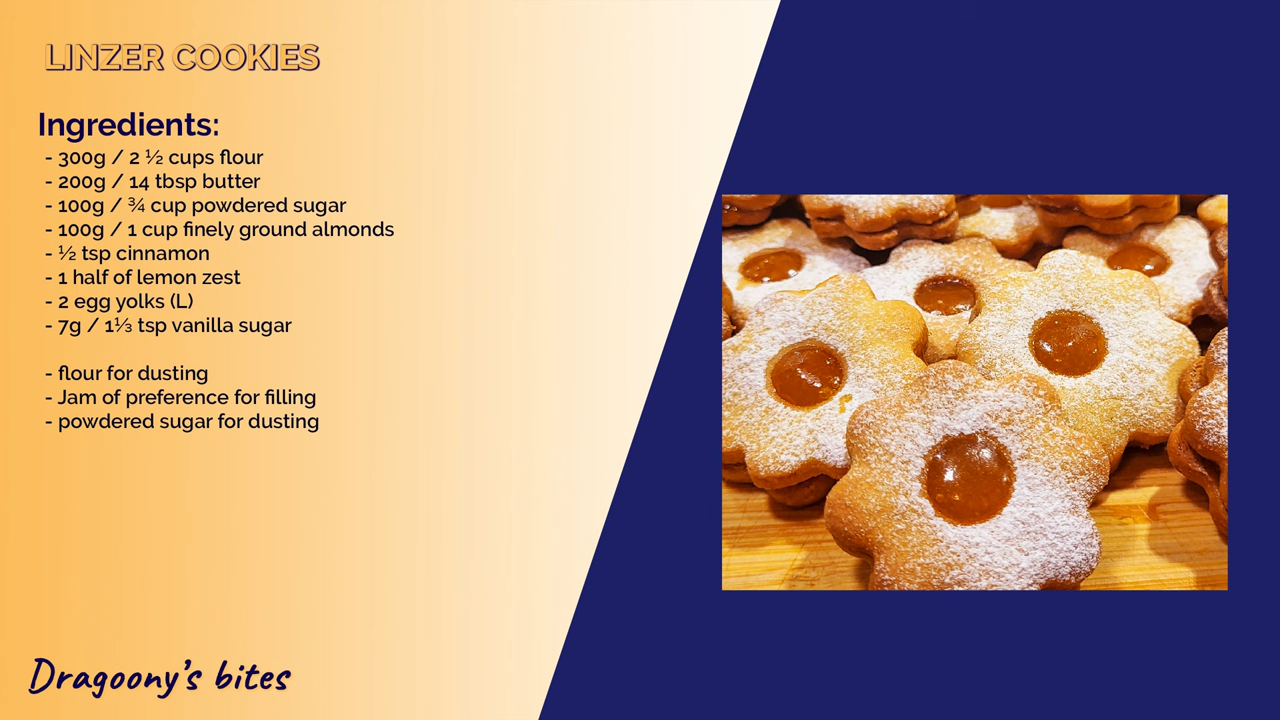 LINZER COOKIES
Ingredients:
- 300g / 2 ½ cups flour
- 200g / 14 tbsp butter
- 100g / ¾ cup powdered sugar
- 100g / 1 cup finely ground almonds
- ½ tsp cinnamon
- 1 half of lemon zest
- 2 egg yolks (L)
- 7g / 1⅓ tsp vanilla sugar
- flour for dusting
- Jam of preference for filling
- powdered sugar for dusting
Dragoony's bites